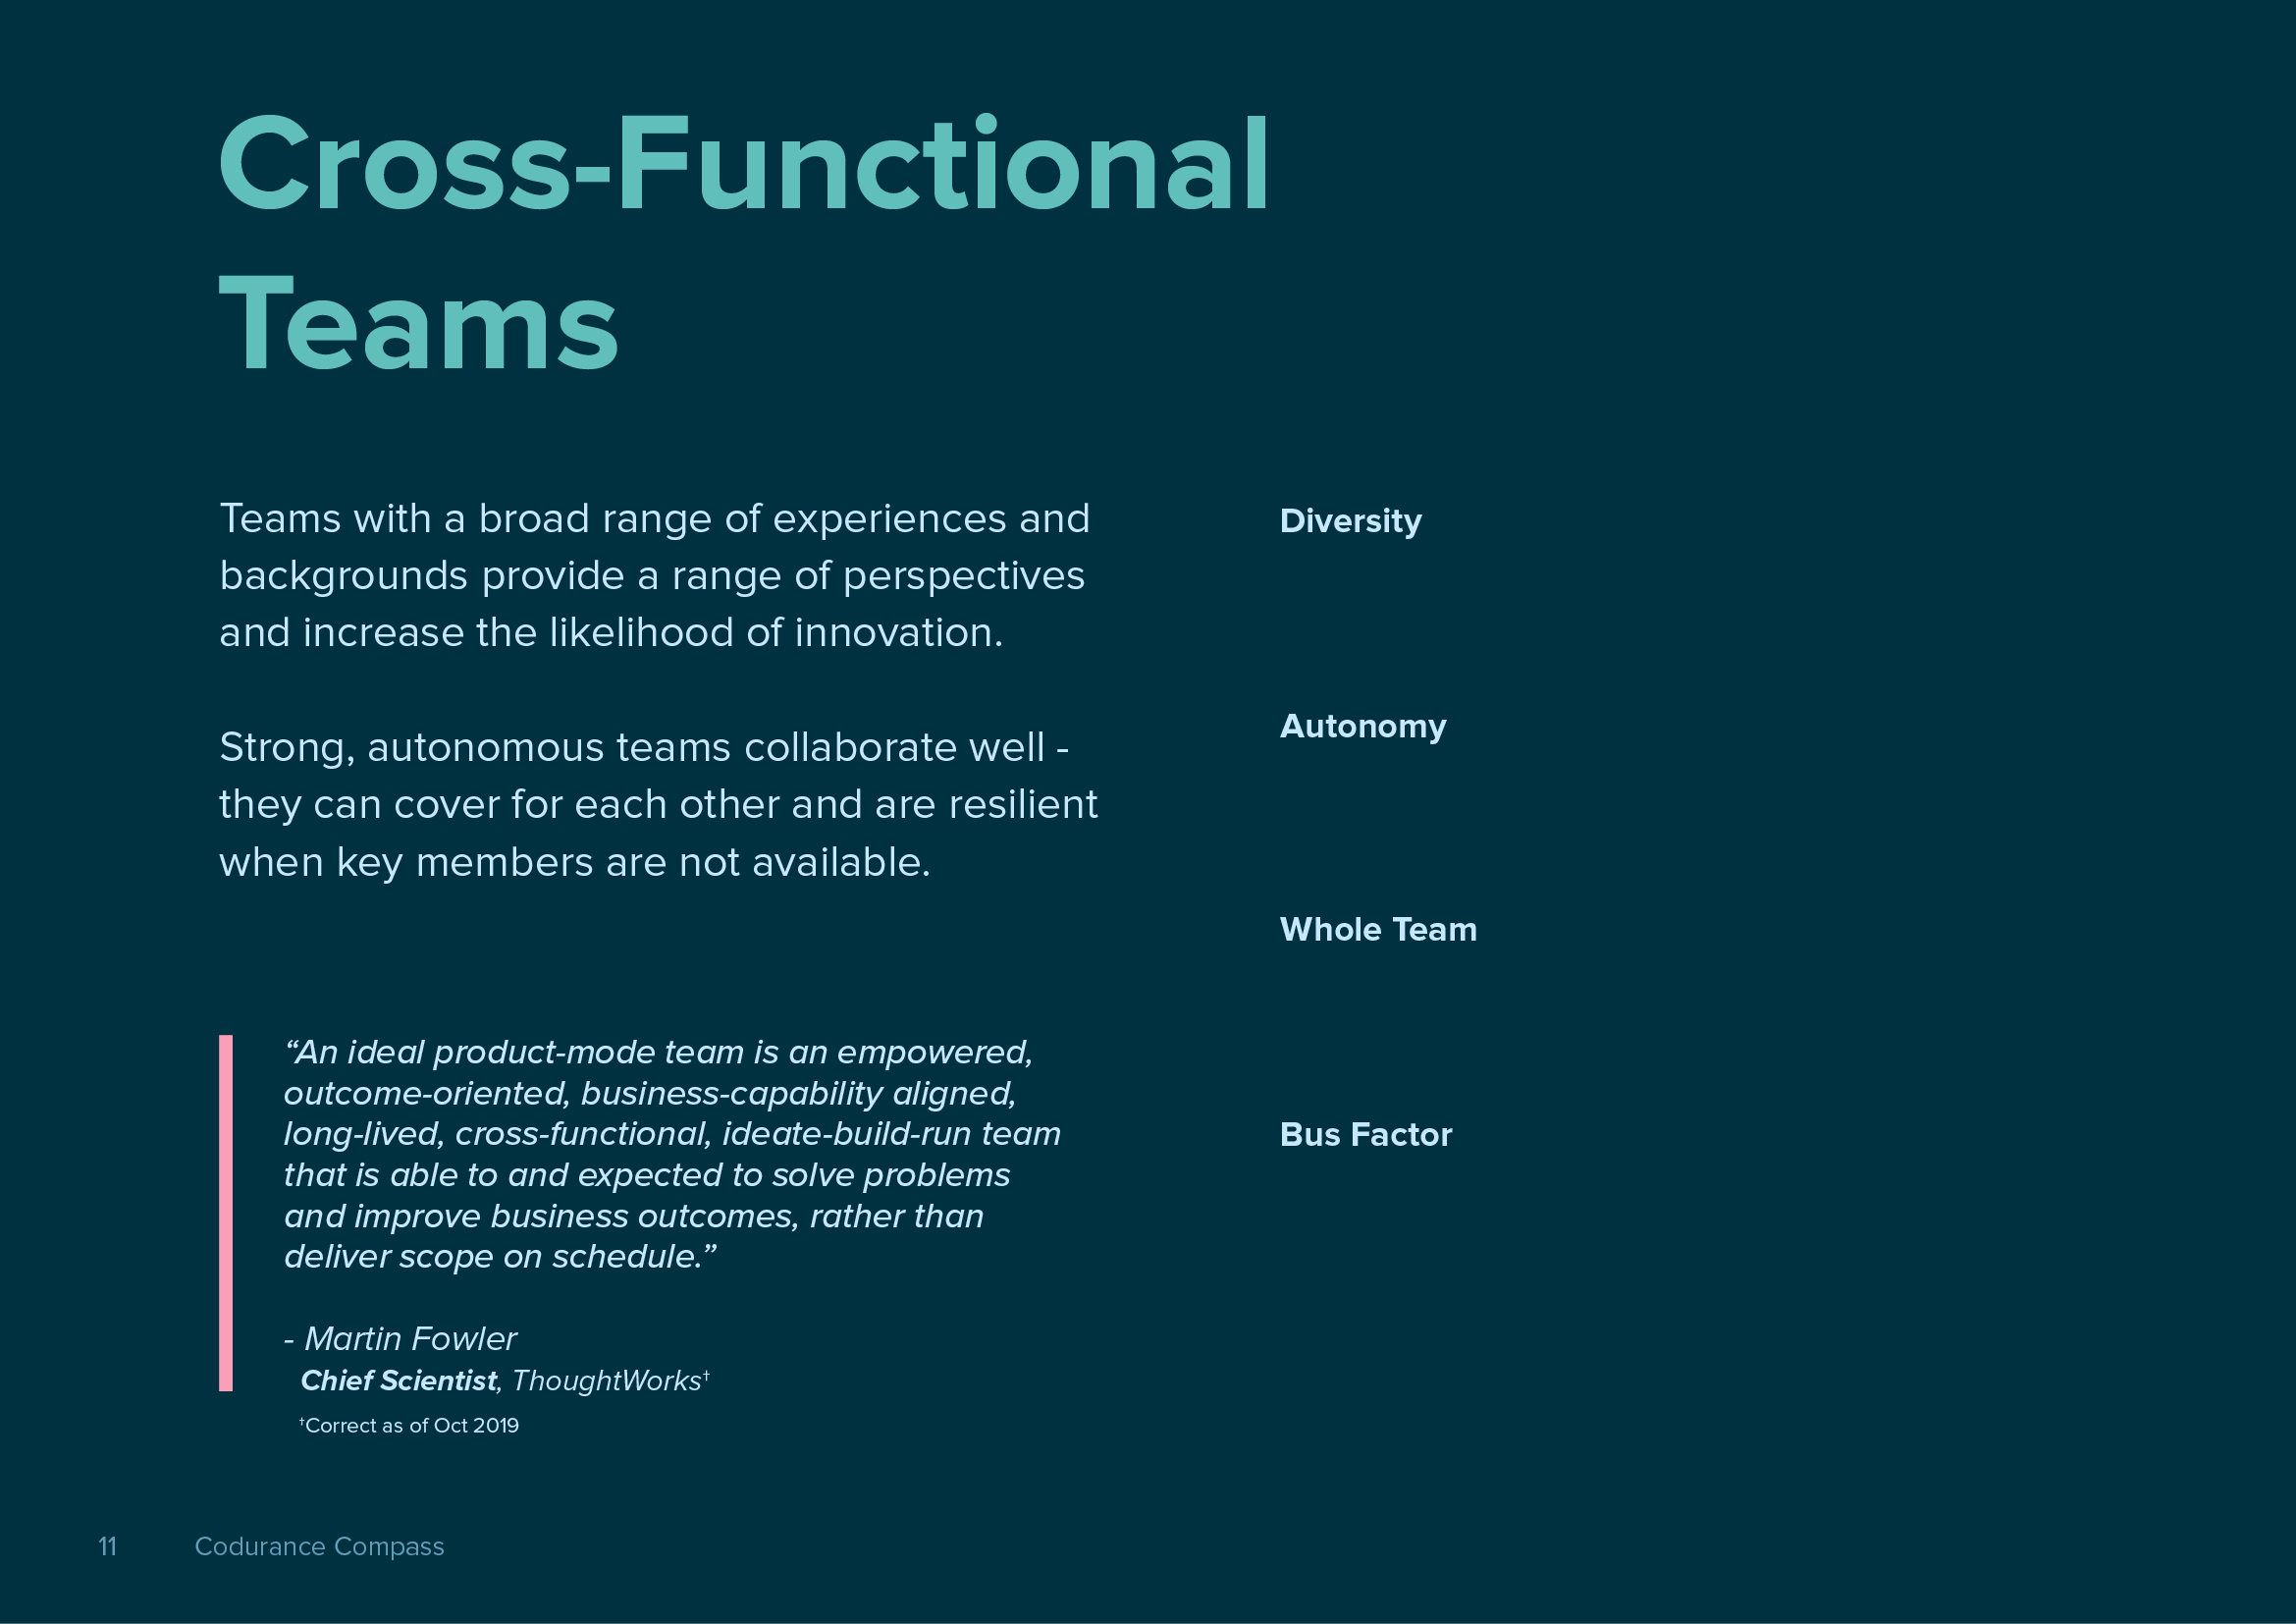 Cross-Functional
Teams
Teams with a broad range of experiences and
backgrounds provide a range of perspectives
and increase the likelihood of innovation.
Strong, autonomous teams collaborate well -
they can cover for each other and are resilient
when key members are not available.
“An ideal product-mode team is an empowered,
outcome-oriented, business-capability aligned,
long-lived, cross-functional, ideate-build-run team
that is able to and expected to solve problems
and improve business outcomes, rather than
deliver scope on schedule.”
- Martin Fowler
Chief Scientist, ThoughtWorks†
†Correct as of Oct 2019
Diversity
Autonomy
Whole Team
Bus Factor
11 Codurance Compass